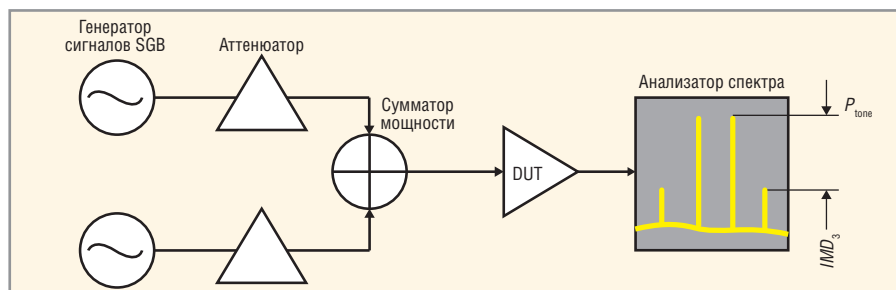 Генератор
сигналов SGB
Аттенюатор
Сумматор
мощности
DUT
Анализатор спектра
P tone
IMD 3